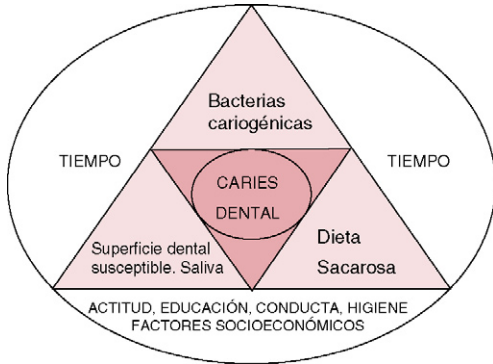 Bacterias
cariogénicas
TIEMPO
TIEMPO
CARIES
DENTAL
Superficie dental
susceptible. Saliva
Dieta
Sacarosa
ACTITUD, EDUCACIÓN, CONDUCTA, HIGIENE
FACTORES SOCIOECONÓMICOS